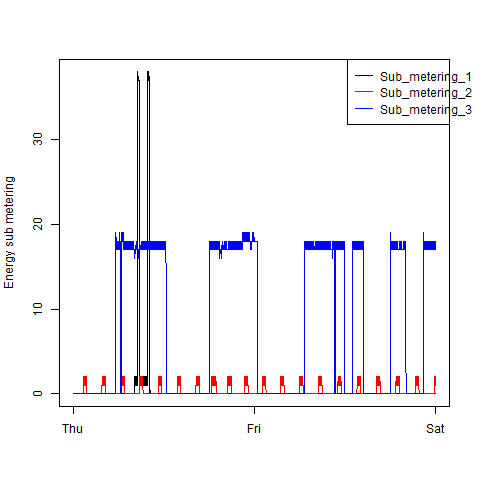 Sub_metering_1
Sub_metering_2
Sub_metering_3
Energy sub metering
30
20
10
0
Thu Fri Sat